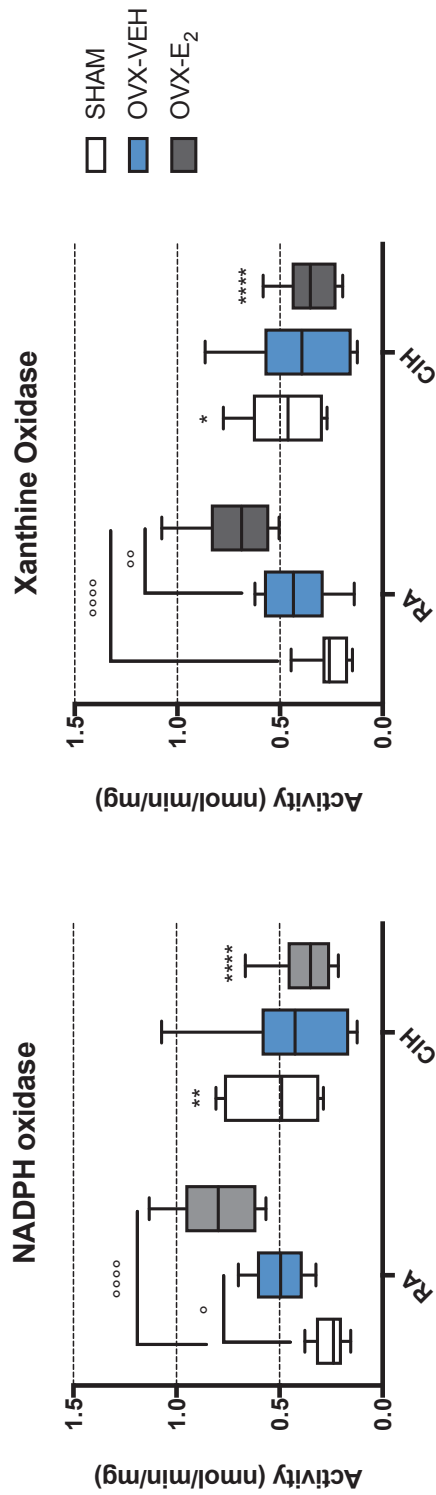 NADPH oxidase
Activity (nmol/min/mg)
1.5
1.0
0.5
0.0
°°°°
°
**
****
RA
CIH
Xanthine Oxidase
Activity (nmol/min/mg)
1.5
1.0
0.5
0.0
°°°°
°°
*
****
RA
CIH
SHAM
OVX-VEH
OVX-E₂